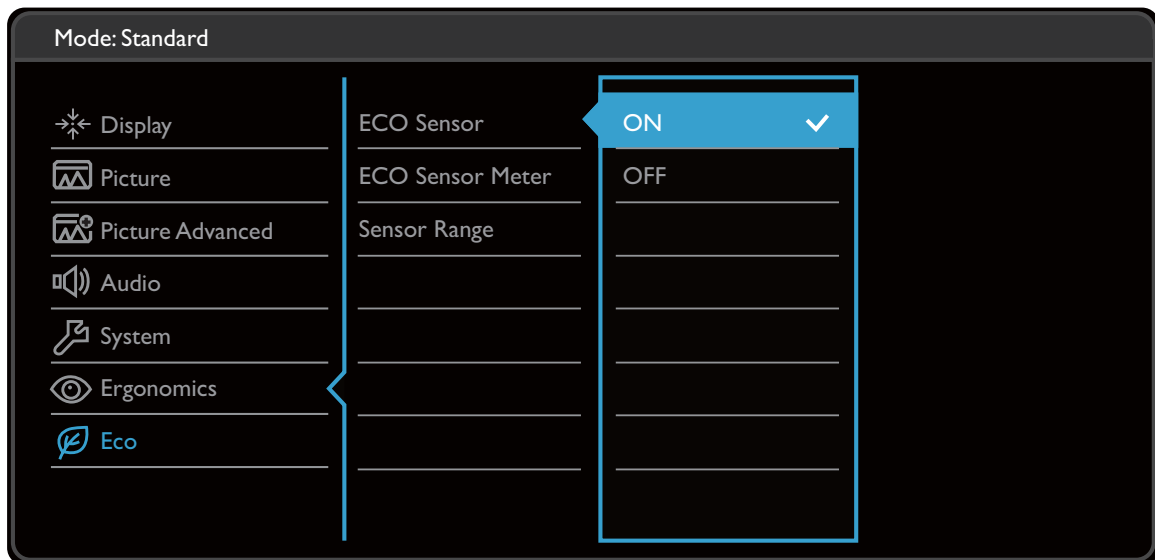 Mode: Standard
Display
Picture
Picture Advanced
Audio
System
Ergonomics
Eco
ECO Sensor
ECO Sensor Meter
Sensor Range
ON
OFF